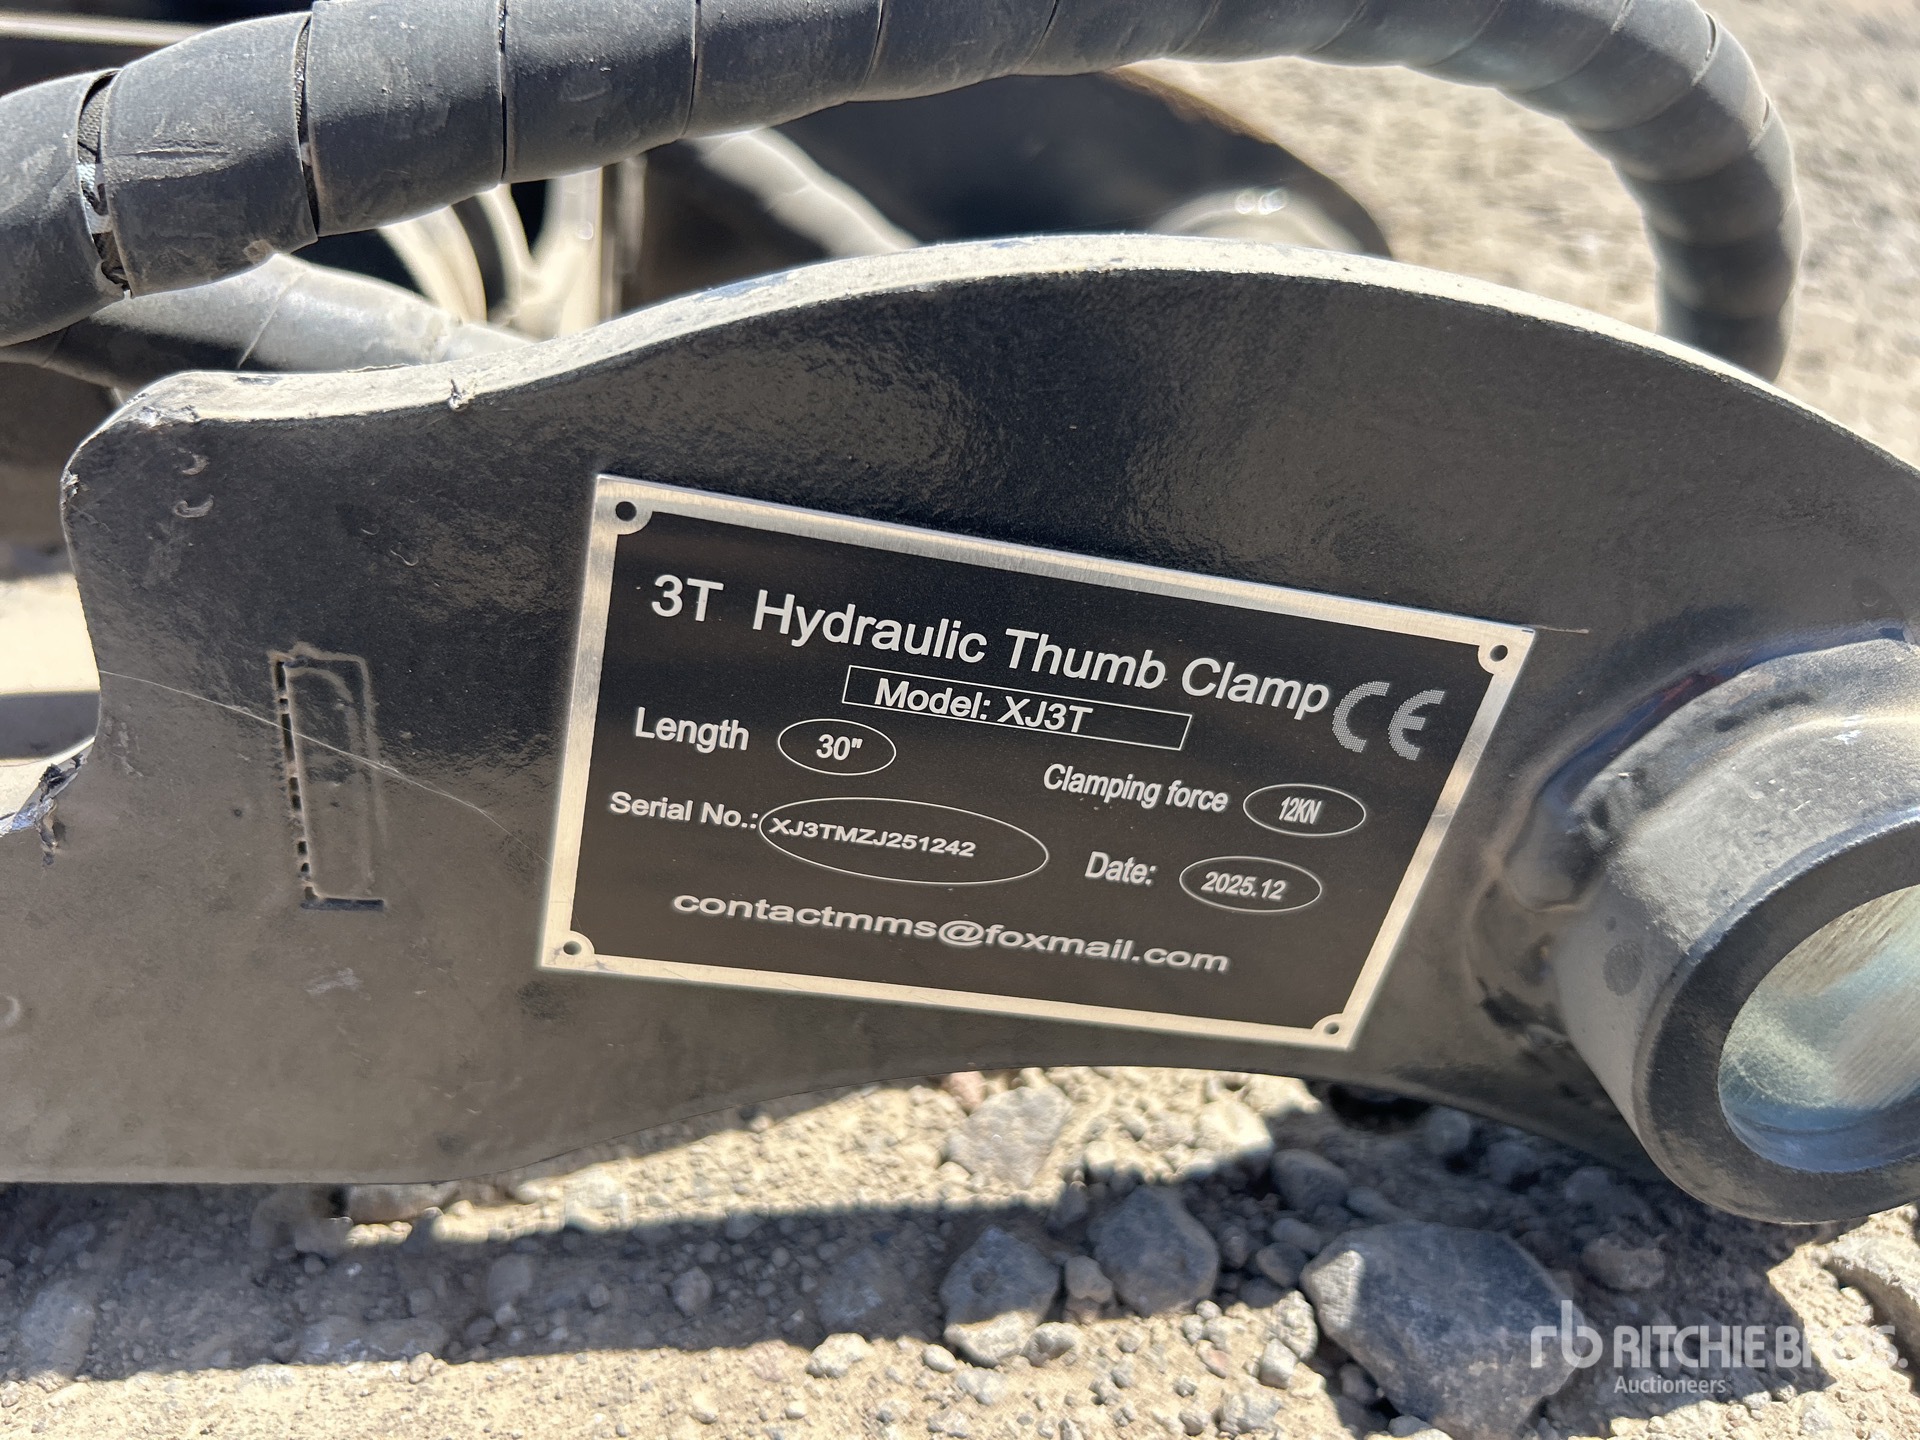 3T Hydraulic Thumb Clamp CE
Model: XJ3T
Length 30"
Clamping force 12KN
Serial No.: XJ3TMZJ251242
Date: 2025.12
contactmms@foxmail.com
rb RITCHIE BROS.
Auctioneers